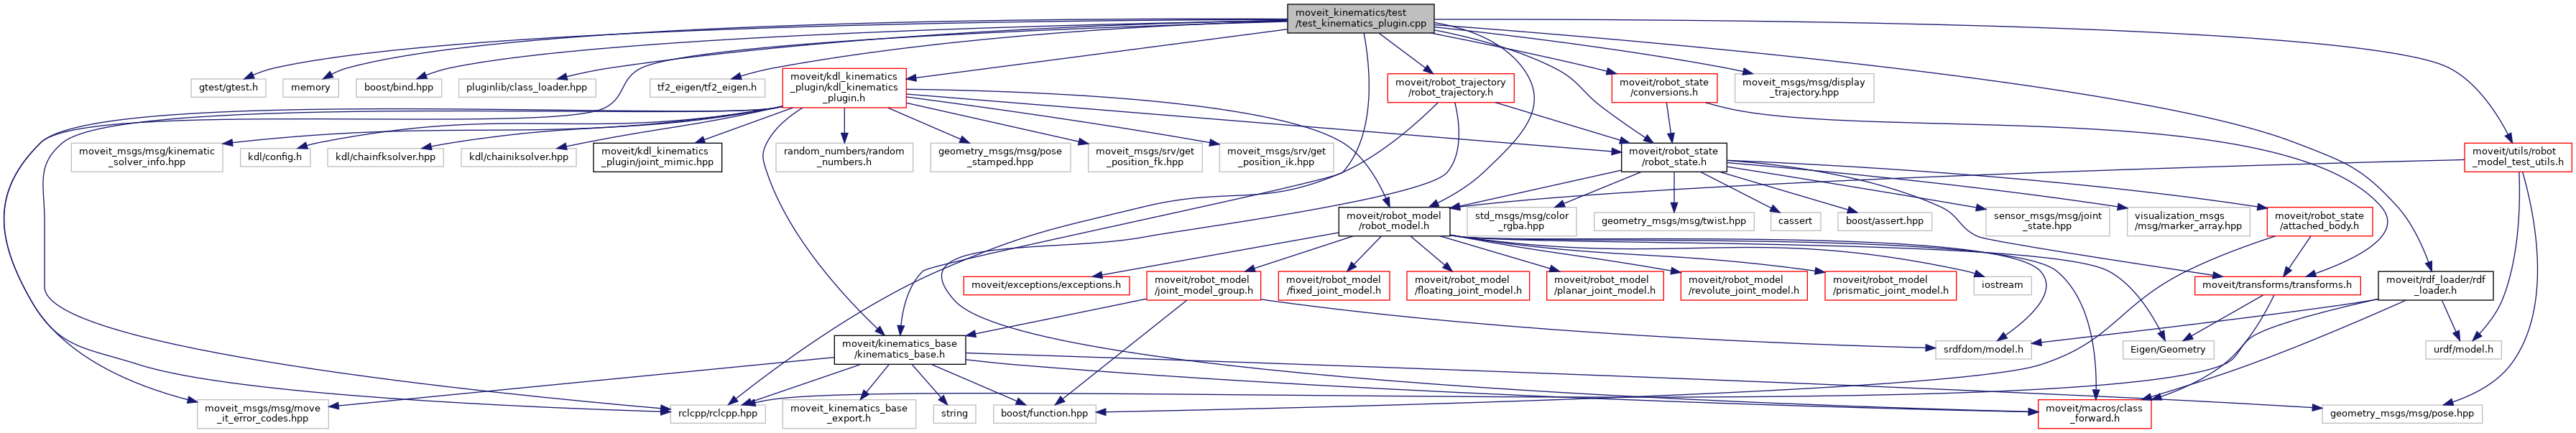 moveit_kinematics/test
/test_kinematics_plugin.cpp
gtest/gtest.h
memory
boost/bind.hpp
pluginlib/class_loader.hpp
tf2_eigen/tf2_eigen.h
moveit/kdl_kinematics
_plugin/kdl_kinematics
_plugin.h
moveit/robot_trajectory
/robot_trajectory.h
moveit/robot_state
/conversions.h
moveit_msgs/msg/display
_trajectory.hpp
moveit_msgs/msg/kinematic
_solver_info.hpp
kdl/config.h
kdl/chainfksolver.hpp
kdl/chainiksolver.hpp
moveit/kdl_kinematics
_plugin/joint_mimic.hpp
random_numbers/random
_numbers.h
geometry_msgs/msg/pose
_stamped.hpp
moveit_msgs/srv/get
_position_fk.hpp
moveit_msgs/srv/get
_position_ik.hpp
moveit/robot_state
/robot_state.h
moveit/utils/robot
_model_test_utils.h
moveit/robot_model
/robot_model.h
std_msgs/msg/color
_rgba.hpp
geometry_msgs/msg/twist.hpp
cassert
boost/assert.hpp
sensor_msgs/msg/joint
_state.hpp
visualization_msgs
/msg/marker_array.hpp
moveit/robot_state
/attached_body.h
moveit/exceptions/exceptions.h
moveit/robot_model
/joint_model_group.h
moveit/robot_model
/fixed_joint_model.h
moveit/robot_model
/floating_joint_model.h
moveit/robot_model
/planar_joint_model.h
moveit/robot_model
/revolute_joint_model.h
moveit/robot_model
/prismatic_joint_model.h
iostream
moveit/transforms/transforms.h
moveit/rdf_loader/rdf
_loader.h
moveit/kinematics_base
/kinematics_base.h
srdfdom/model.h
Eigen/Geometry
urdf/model.h
moveit_msgs/msg/move
_it_error_codes.hpp
rclcpp/rclcpp.hpp
moveit_kinematics_base
_export.h
string
boost/function.hpp
moveit/macros/class
_forward.h
geometry_msgs/msg/pose.hpp